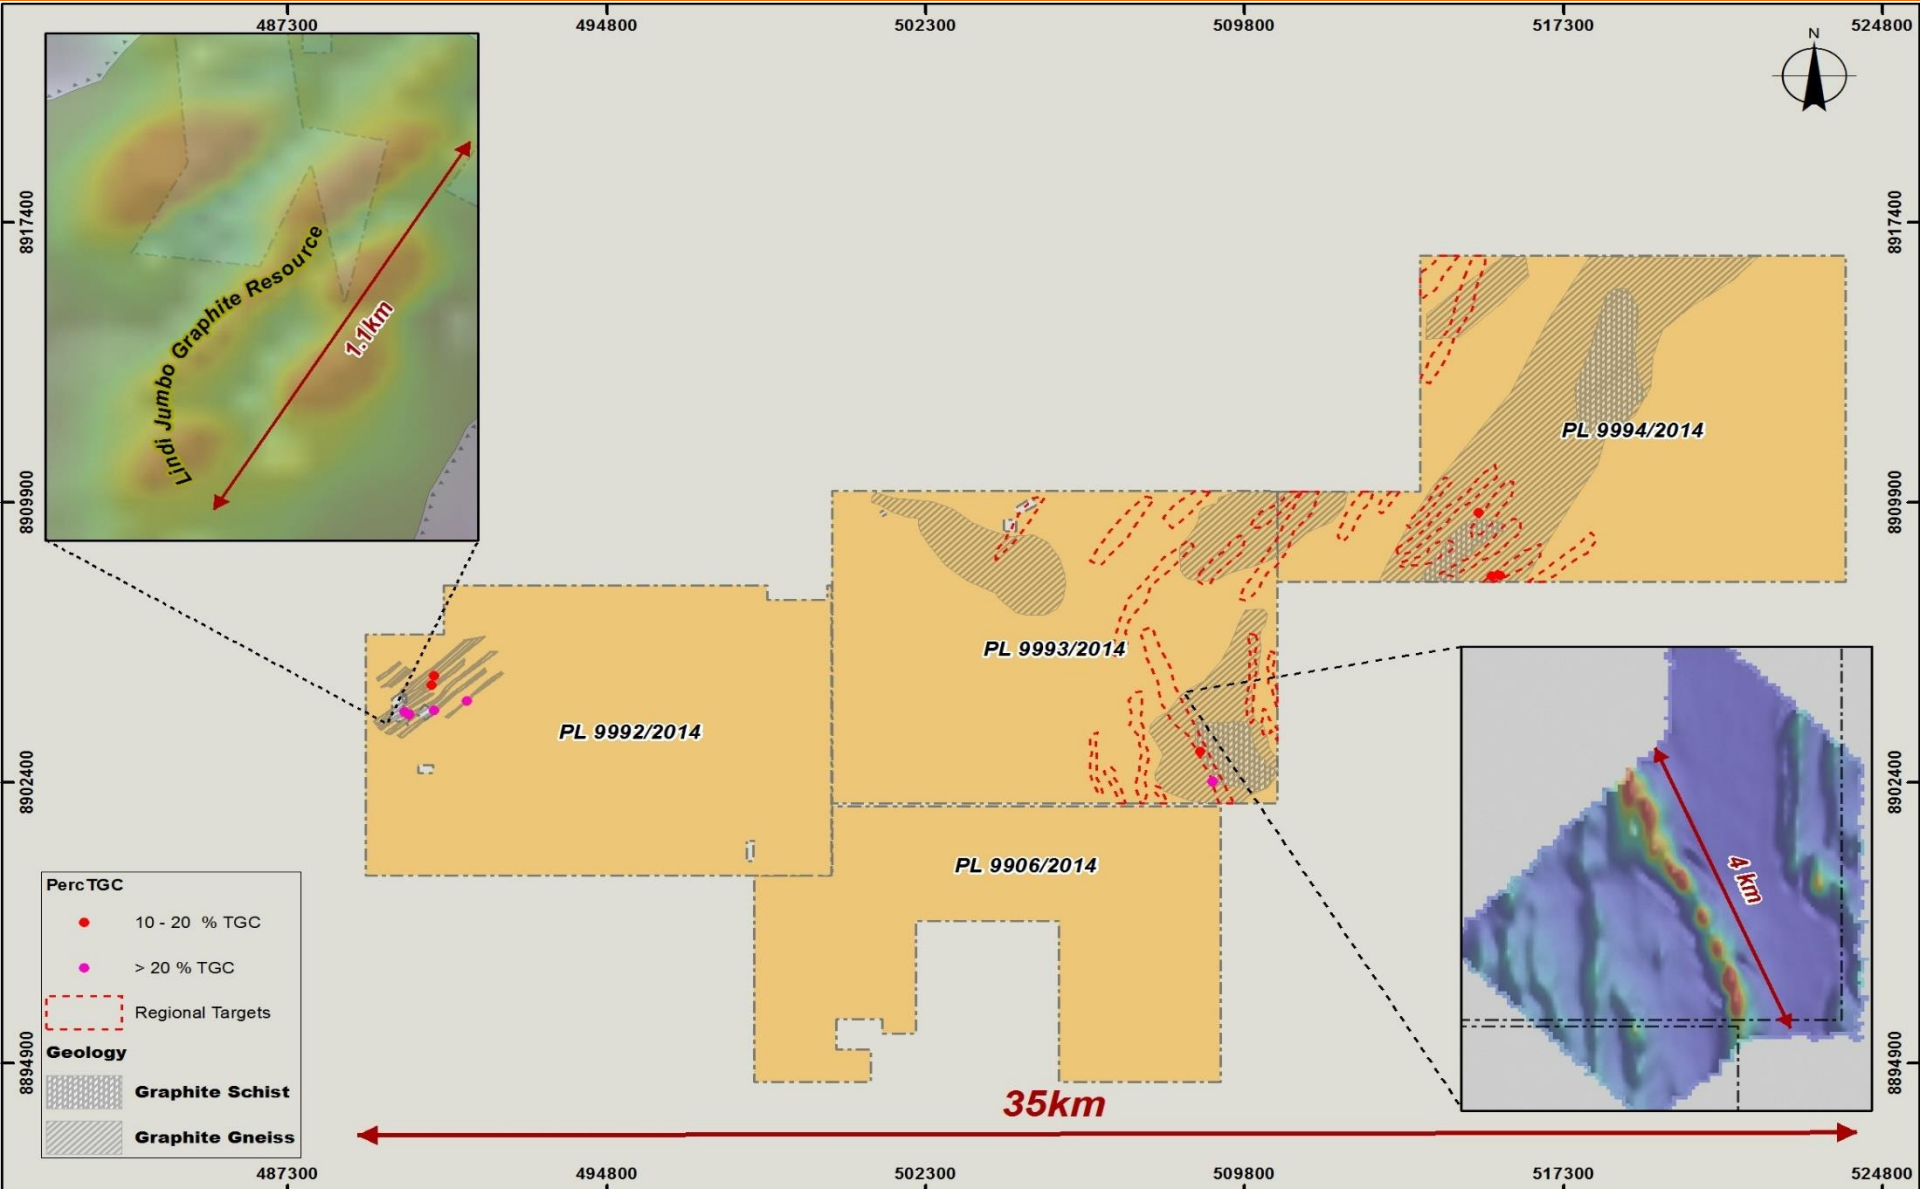 487300 494800 502300 509800 517300 524800
N
8917400 8917400
Lindi Jumbo Graphite Resource
1.1km
PL 9994/2014
8909900 8909900
PL 9993/2014
PL 9992/2014
8902400 8902400
4 km
PL 9906/2014
PercTGC
10 - 20 % TGC
> 20 % TGC
Regional Targets
Geology
Graphite Schist
Graphite Gneiss
8894900 8894900
35km
487300 494800 502300 509800 517300 524800